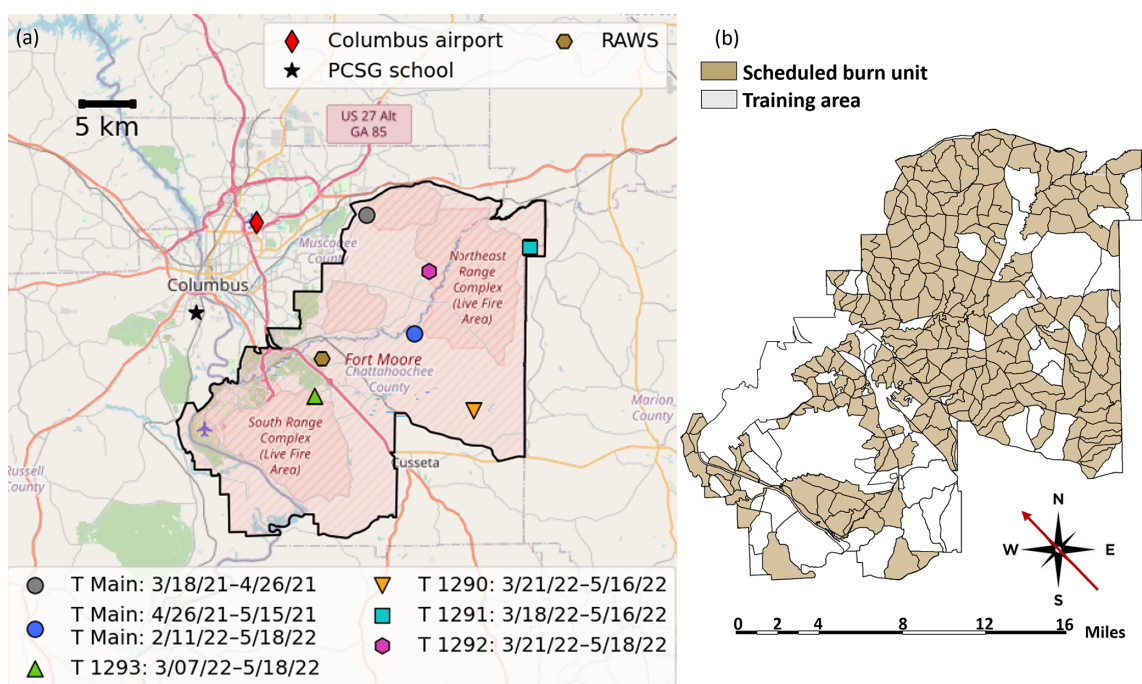 (a)
Columbus airport
RAWS
PCSG school
5 km
US 27 Alt
GA 85
Muscogee
County
Columbus
Northeast
Range
Complex
(Live Fire
Area)
Fort Moore
Chattahoochee
County
South Range
Complex
(Live Fire
Area)
Marion
County
Russell
County
Cusseta
T Main: 3/18/21–4/26/21
T Main: 4/26/21–5/15/21
T Main: 2/11/22–5/18/22
T 1293: 3/07/22–5/18/22
T 1290: 3/21/22–5/16/22
T 1291: 3/18/22–5/16/22
T 1292: 3/21/22–5/18/22
(b)
Scheduled burn unit
Training area
N
W
E
S
0 2 4 8 12 16 Miles